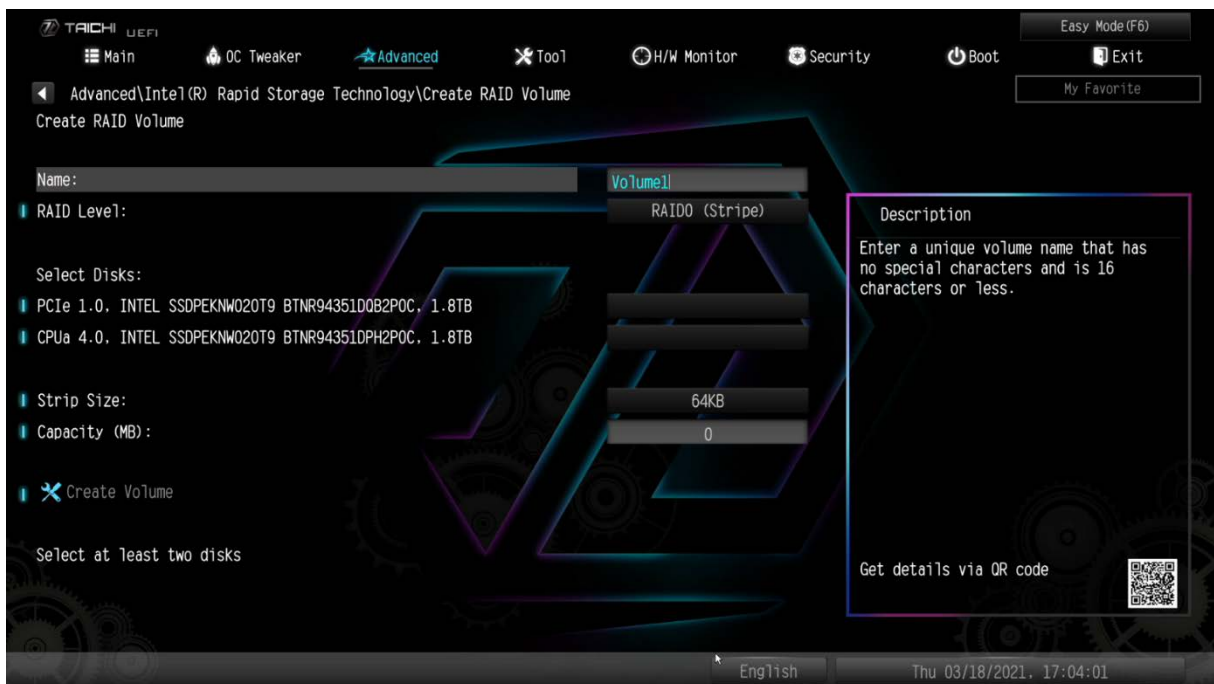 TAICHI UEFI
Easy Mode(F6)
Main OC Tweaker Advanced Tool H/W Monitor Security Boot Exit
Advanced\Intel(R) Rapid Storage Technology\Create RAID Volume
My Favorite
Create RAID Volume
Name: Volume1
RAID Level: RAID0 (Stripe)
Select Disks:
PCIe 1.0, INTEL SSDPEKNW020T9 BTNR94351DQB2P0C, 1.8TB
CPUa 4.0, INTEL SSDPEKNW020T9 BTNR94351DPH2P0C, 1.8TB
Strip Size: 64KB
Capacity (MB): 0
Create Volume
Select at least two disks
Description
Enter a unique volume name that has
no special characters and is 16
characters or less.
Get details via QR code
English
Thu 03/18/2021, 17:04:01